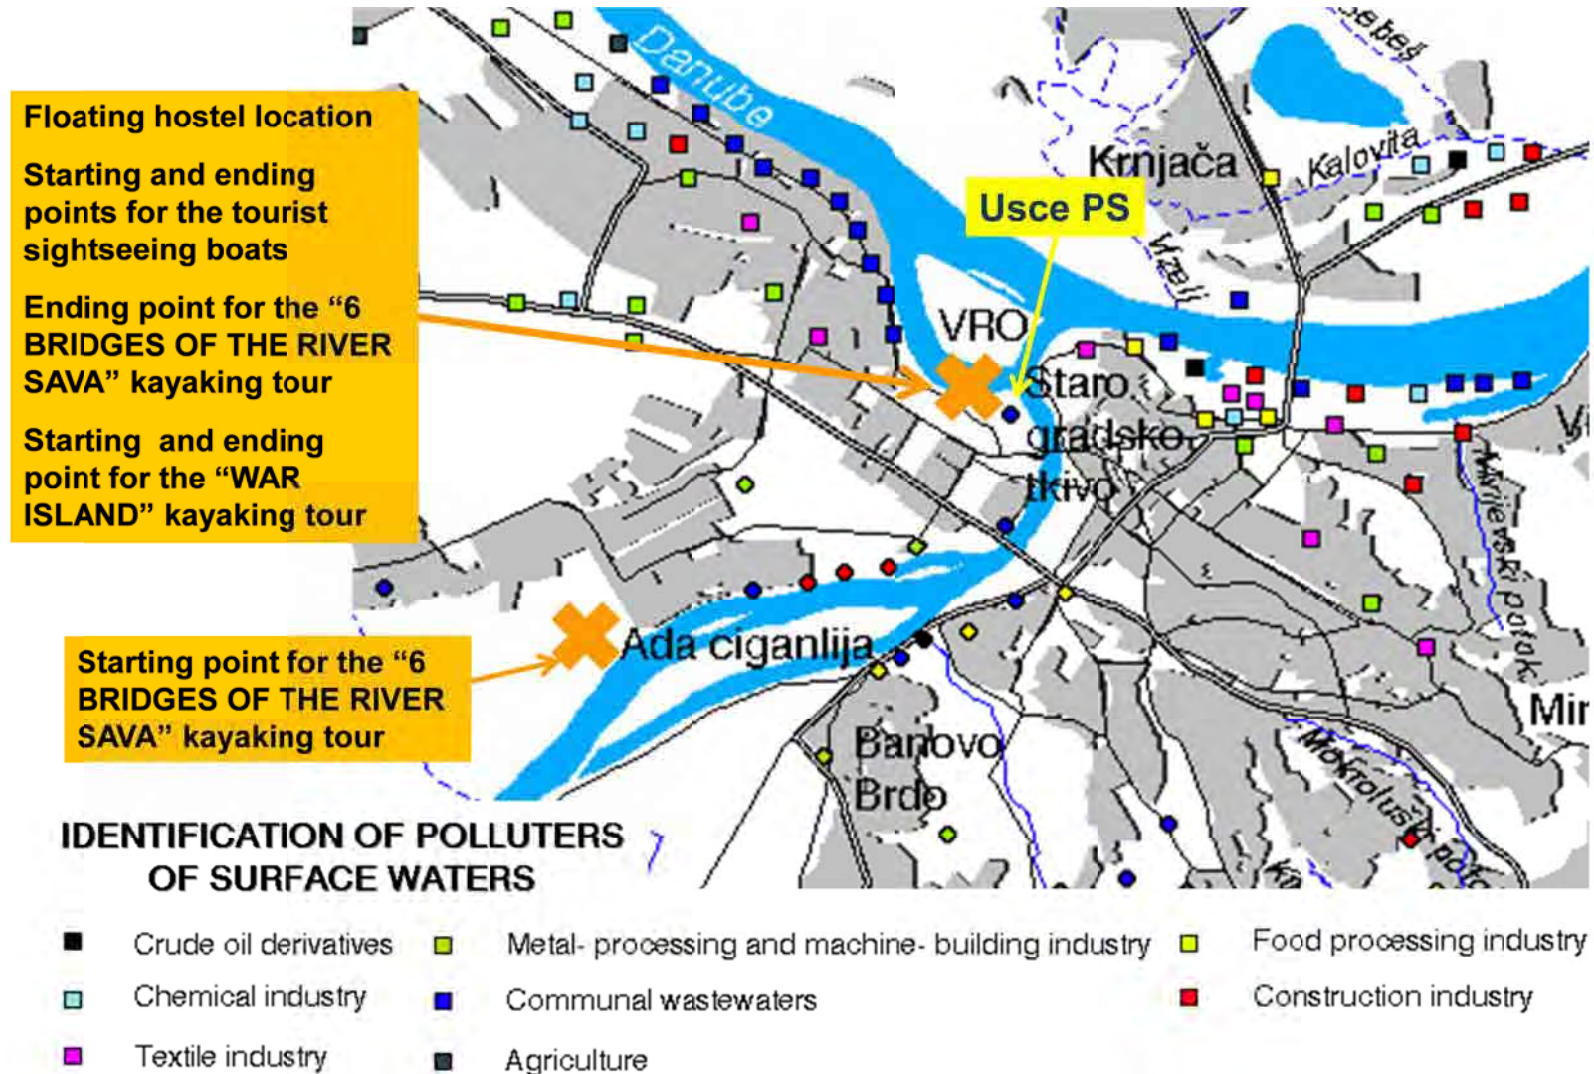 Floating hostel location
Starting and ending
points for the tourist
sightseeing boats
Ending point for the “6
BRIDGES OF THE RIVER
SAVA” kayaking tour
Starting and ending
point for the “WAR
ISLAND” kayaking tour
Starting point for the “6
BRIDGES OF THE RIVER
SAVA” kayaking tour
Danube
Usce PS
Krnjača
Kalovita
Vizelj
VRO
Staro
gradsko
tkivo
Ada ciganlija
Banovo
Brdo
Mirijevski potok
Mir
IDENTIFICATION OF POLLUTERS
OF SURFACE WATERS
Crude oil derivatives
Metal- processing and machine- building industry
Food processing industry
Chemical industry
Communal wastewaters
Construction industry
Textile industry
Agriculture